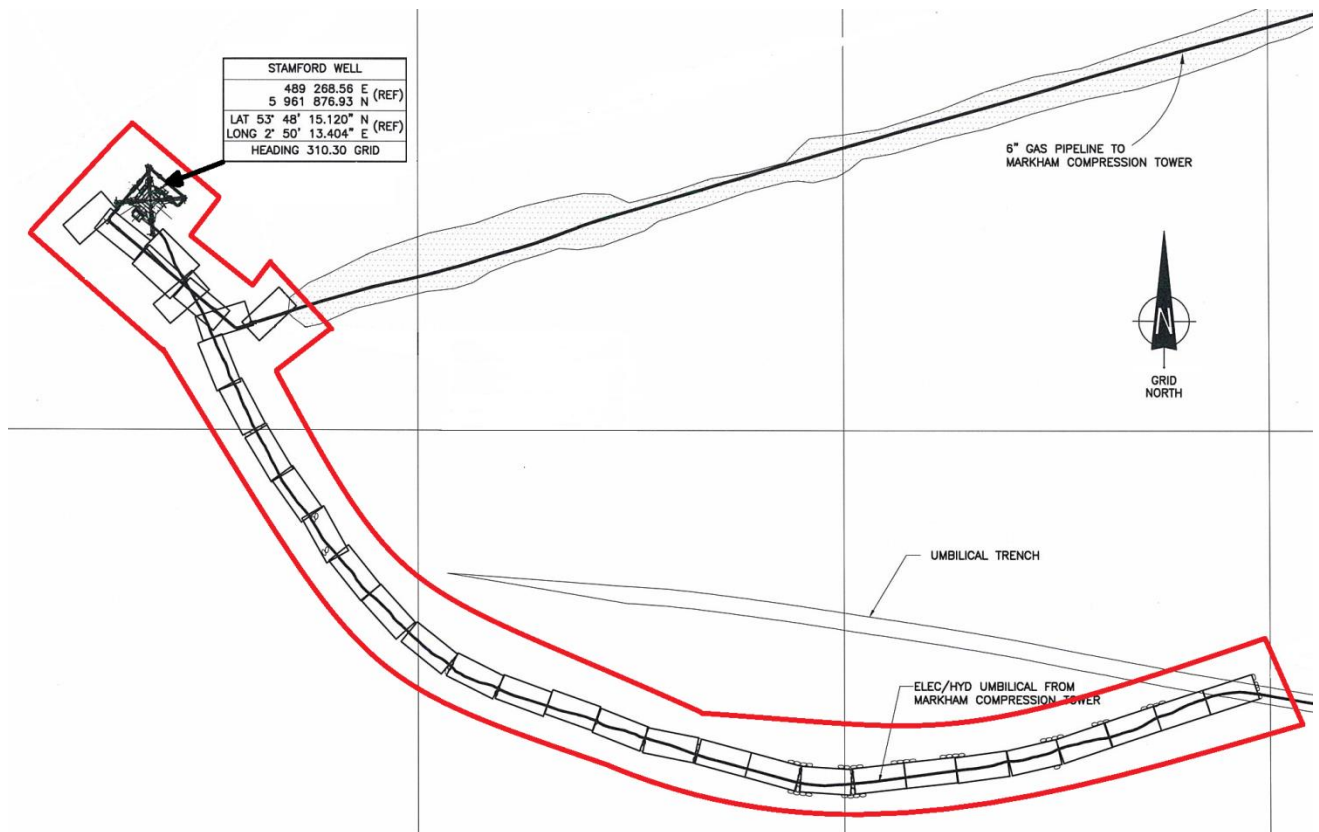 STAMFORD WELL
489 268.56 E (REF)
5 961 876.93 N
LAT 53° 48' 15.120" N (REF)
LONG 2° 50' 13.404" E
HEADING 310.30 GRID
6" GAS PIPELINE TO
MARKHAM COMPRESSION TOWER
N
GRID
NORTH
UMBILICAL TRENCH
ELEC/HYD UMBILICAL FROM
MARKHAM COMPRESSION TOWER